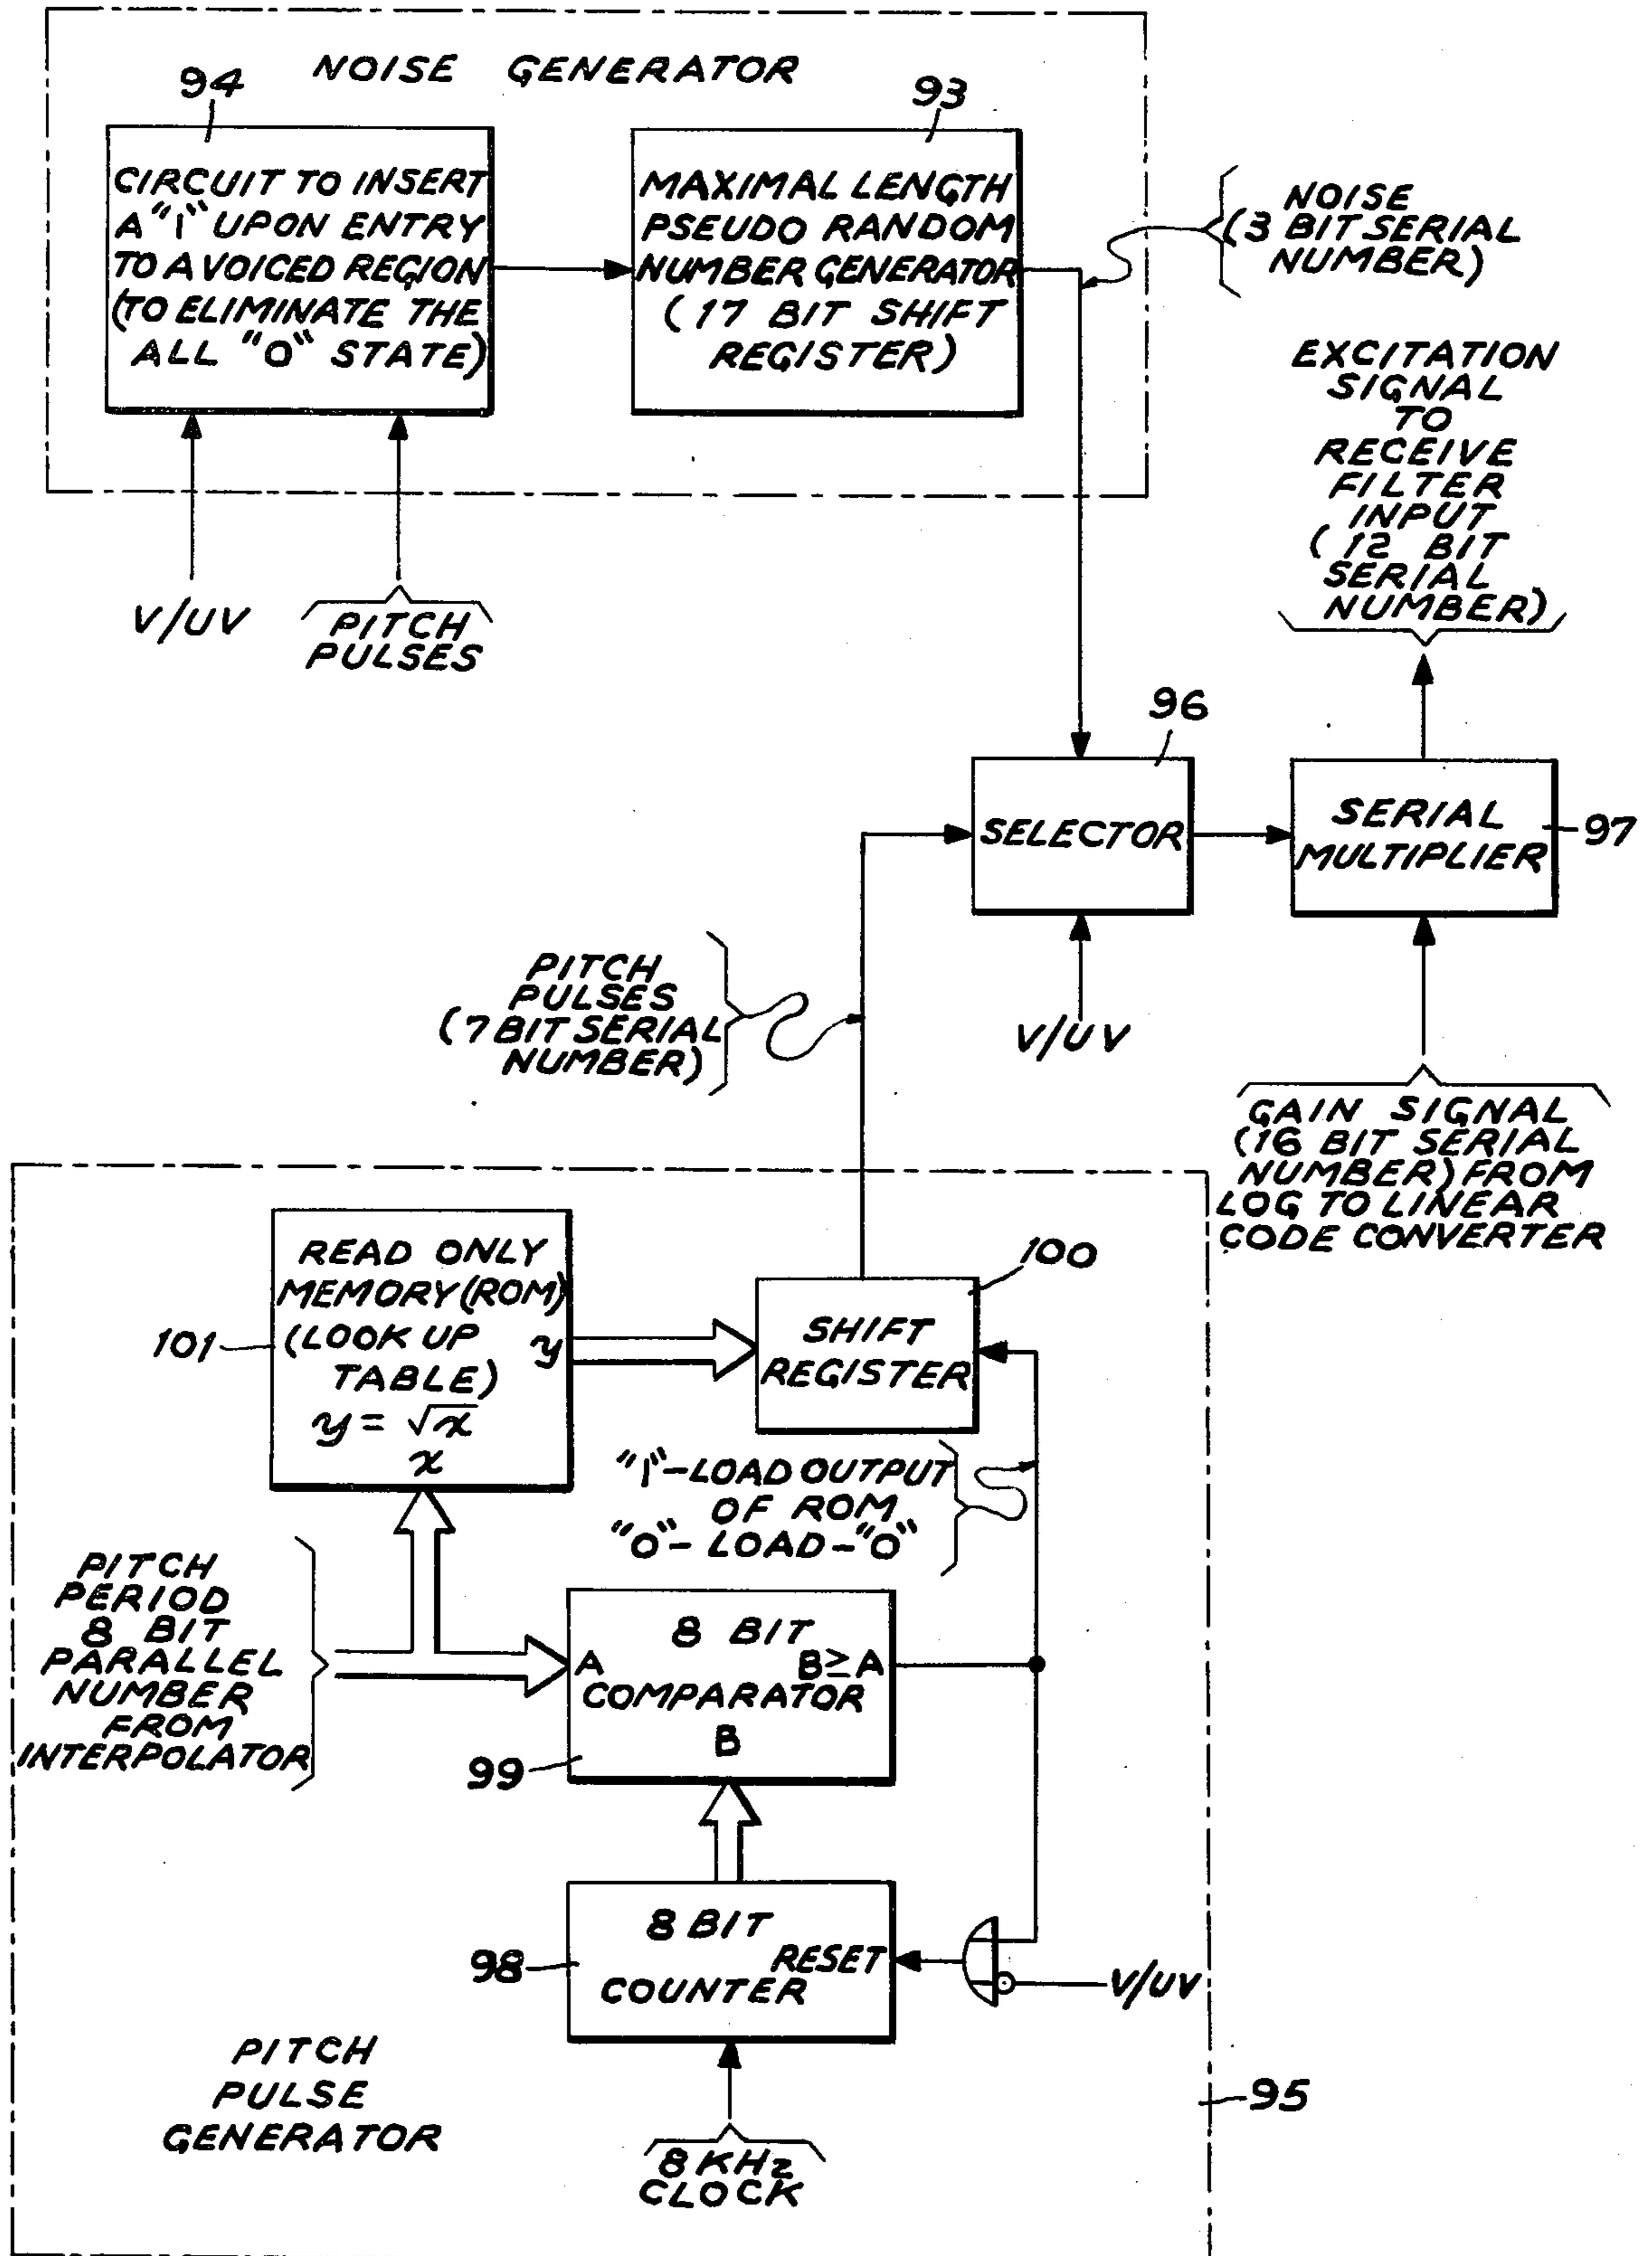 NOISE GENERATOR
94
93
CIRCUIT TO INSERT
A "1" UPON ENTRY
TO A VOICED REGION
(TO ELIMINATE THE
ALL "0" STATE)
MAXIMAL LENGTH
PSEUDO RANDOM
NUMBER GENERATOR
(17 BIT SHIFT
REGISTER)
NOISE
(3 BIT SERIAL
NUMBER)
V/UV
PITCH
PULSES
EXCITATION
SIGNAL
TO
RECEIVE
FILTER
INPUT
(12 BIT
SERIAL
NUMBER)
96
SELECTOR
SERIAL
MULTIPLIER
97
PITCH
PULSES
(7 BIT SERIAL
NUMBER)
V/UV
GAIN SIGNAL
(16 BIT SERIAL
NUMBER) FROM
LOG TO LINEAR
CODE CONVERTER
READ ONLY
MEMORY (ROM)
(LOOK UP
TABLE)
y = √x
x
y
101
100
SHIFT
REGISTER
"1"-LOAD OUTPUT
OF ROM
"0"- LOAD -"0"
PITCH
PERIOD
8 BIT
PARALLEL
NUMBER
FROM
INTERPOLATOR
8 BIT
A B≥A
COMPARATOR
B
99
8 BIT
RESET
COUNTER
98
V/UV
PITCH
PULSE
GENERATOR
95
8 KHz
CLOCK